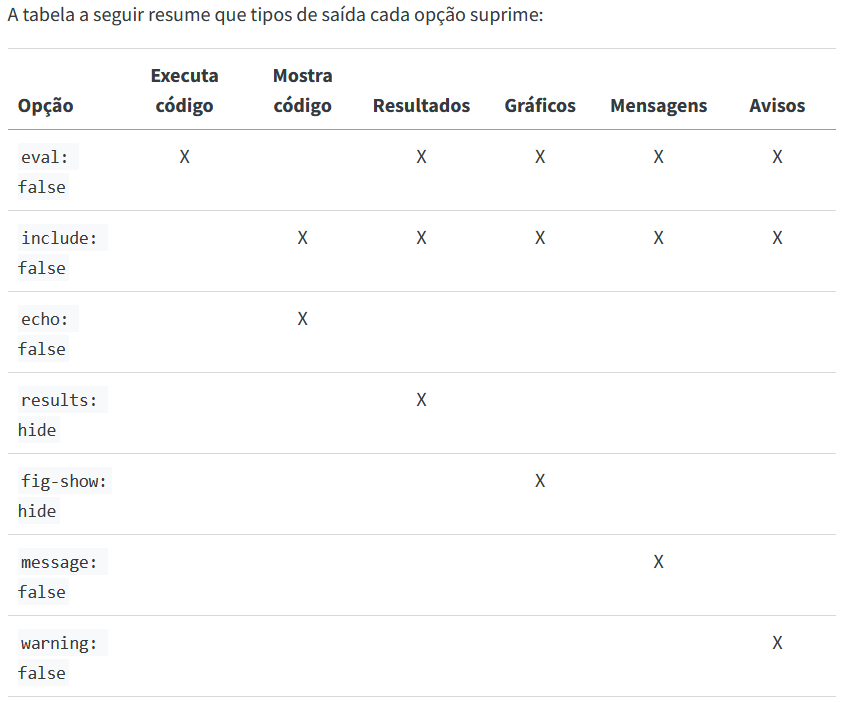 A tabela a seguir resume que tipos de saída cada opção suprime:
Executa Mostra
Opção código código Resultados Gráficos Mensagens Avisos
eval: X X X X X
false
include: X X X X X
false
echo: X
false
results: X
hide
fig-show: X
hide
message: X
false
warning: X
false